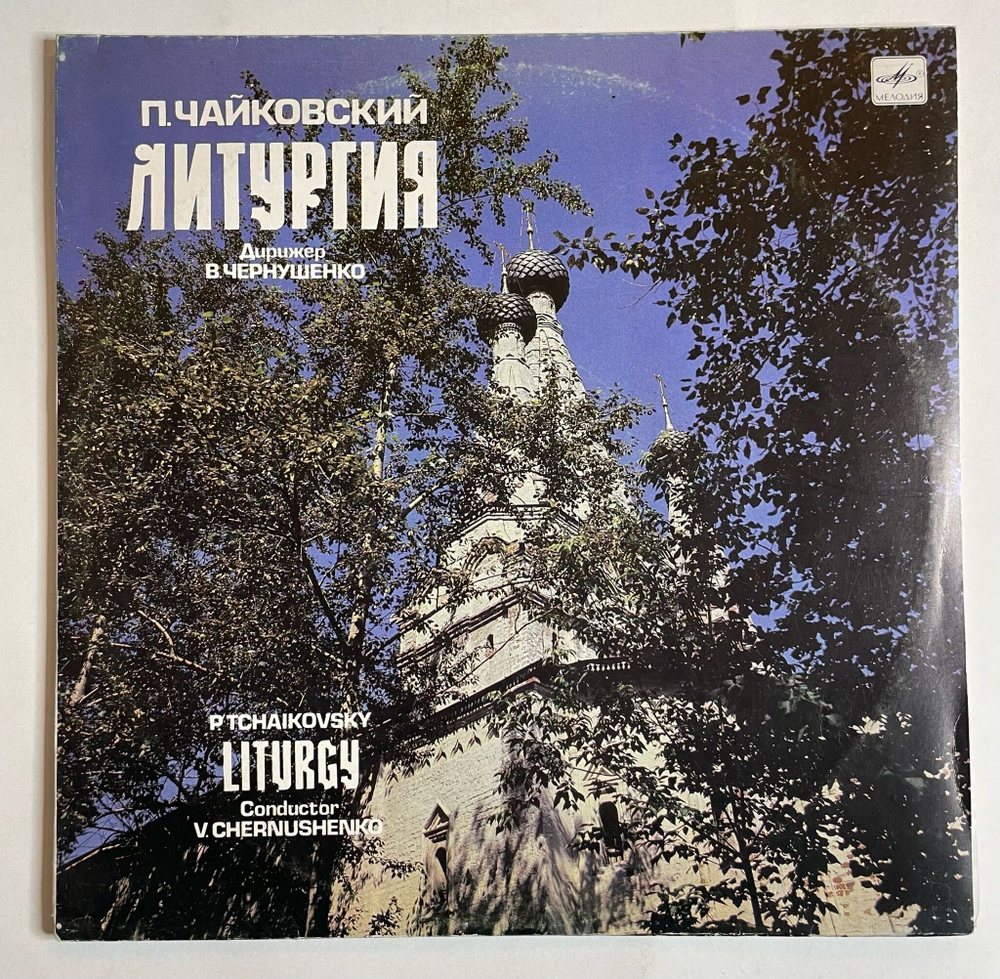 П.ЧАЙКОВСКИЙ
ЛИТУРГИЯ
Дирижер
В.ЧЕРНУШЕНКО
МЕЛОДИЯ
P.TCHAIKOVSKY
LITURGY
Conductor
V.CHERNUSHENKO